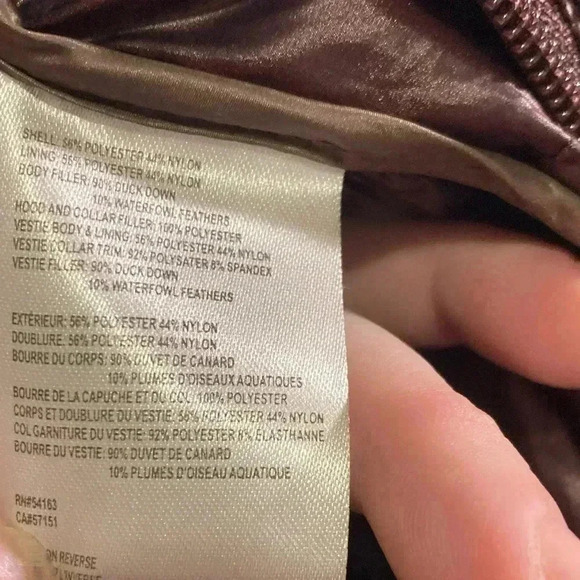 SHELL: 56% POLYESTER 44% NYLON
LINING: 56% POLYESTER 44% NYLON
BODY FILLER: 90% DUCK DOWN
10% WATERFOWL FEATHERS
HOOD AND COLLAR FILLER: 100% POLYESTER
VESTIE BODY & LINING: 56% POLYESTER 44% NYLON
VESTIE COLLAR TRIM: 92% POLYSATER 8% SPANDEX
VESTIE FILLER: 90% DUCK DOWN
10% WATERFOWL FEATHERS
EXTÉRIEUR: 56% POLYESTER 44% NYLON
DOUBLURE: 56% POLYESTER 44% NYLON
BOURRE DU CORPS: 90% DUVET DE CANARD
10% PLUMES D'OISEAUX AQUATIQUES
BOURRE DE LA CAPUCHE ET DU COL: 100% POLYESTER
CORPS ET DOUBLURE DU VESTIE: 56% POLYESTER 44% NYLON
COL GARNITURE DU VESTIE: 92% POLYESTER 8% ÉLASTHANNE
BOURRE DU VESTIE: 90% DUVET DE CANARD
10% PLUMES D'OISEAU AQUATIQUE
RN#54163
CA#57151
ON REVERSE